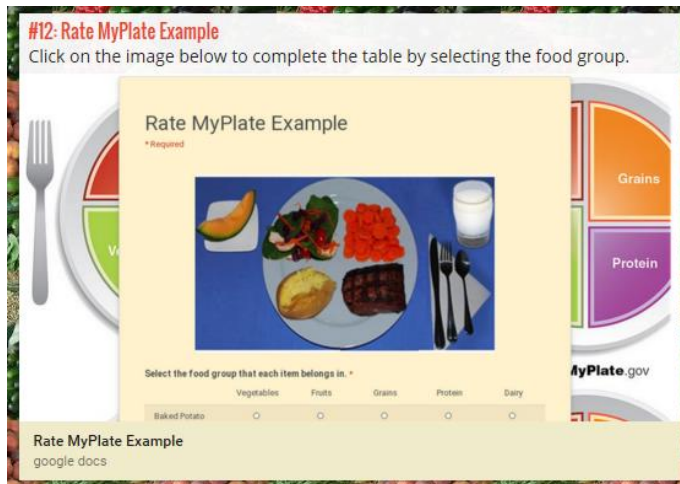 #12: Rate MyPlate Example
Click on the image below to complete the table by selecting the food group.
Rate MyPlate Example
* Required
Grains
Protein
MyPlate.gov
Select the food group that each item belongs in. *
Vegetables Fruits Grains Protein Dairy
Baked Potato
Rate MyPlate Example
google docs